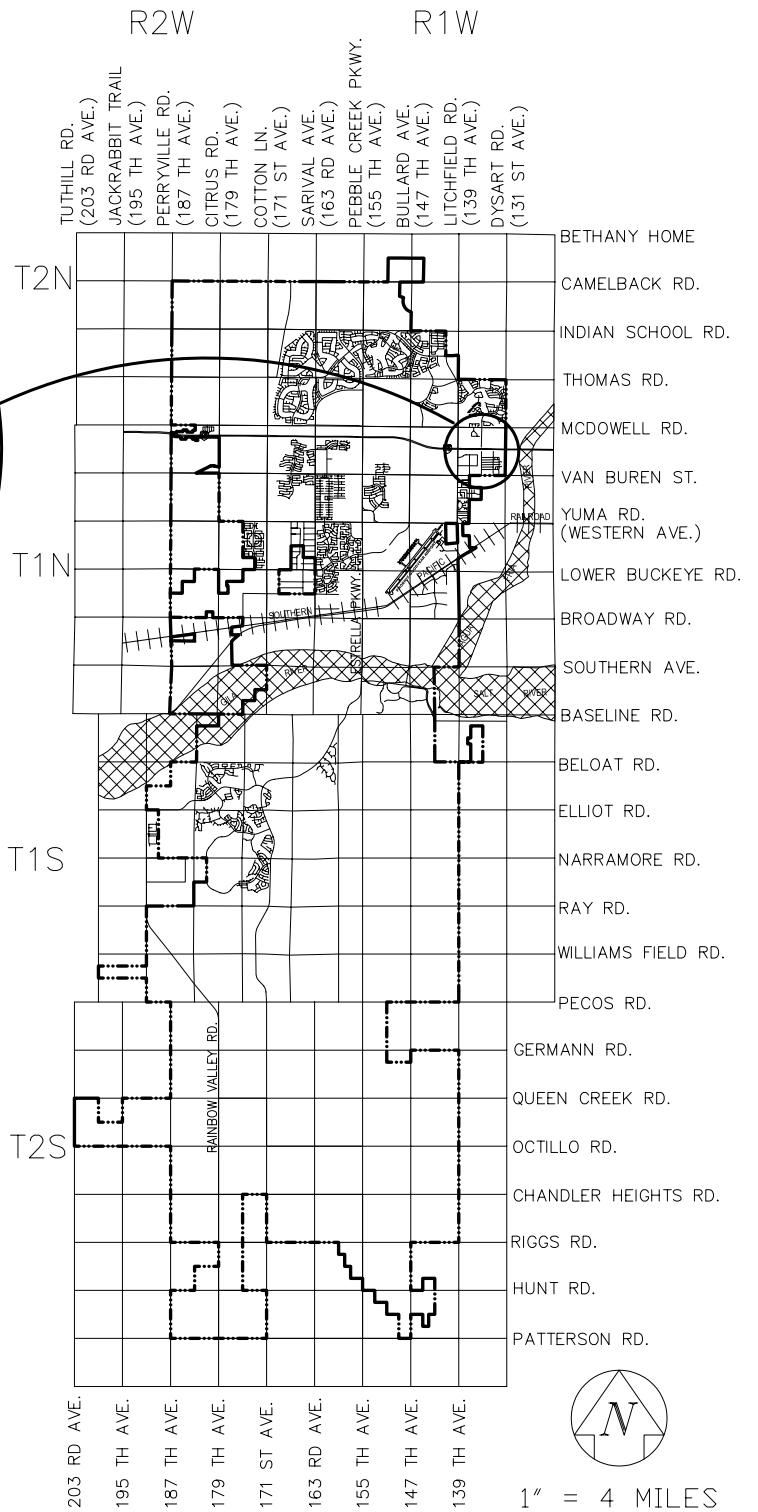 R2W
R1W
TUTHILL RD.
(203 RD AVE.)
JACKRABBIT TRAIL
(195 TH AVE.)
PERRYVILLE RD.
(187 TH AVE.)
CITRUS RD.
(179 TH AVE.)
COTTON LN.
(171 ST AVE.)
SARIVAL AVE.
(163 RD AVE.)
PEBBLE CREEK PKWY.
(155 TH AVE.)
BULLARD AVE.
(147 TH AVE.)
LITCHFIELD RD.
(139 TH AVE.)
DYSART RD.
(131 ST AVE.)
BETHANY HOME
T2N
CAMELBACK RD.
INDIAN SCHOOL RD.
THOMAS RD.
MCDOWELL RD.
PE
VAN BUREN ST.
RIVER
RAILROAD
YUMA RD.
(WESTERN AVE.)
T1N
PACIFIC
LOWER BUCKEYE RD.
SOUTHERN
ESTRELLA PKWY.
BROADWAY RD.
SOUTHERN AVE.
GILA
RIVER
SALT
RIVER
BASELINE RD.
BELOAT RD.
ELLIOT RD.
T1S
NARRAMORE RD.
RAY RD.
WILLIAMS FIELD RD.
PECOS RD.
RAINBOW VALLEY RD.
GERMANN RD.
QUEEN CREEK RD.
T2S
OCTILLO RD.
CHANDLER HEIGHTS RD.
RIGGS RD.
HUNT RD.
PATTERSON RD.
203 RD AVE.
195 TH AVE.
187 TH AVE.
179 TH AVE.
171 ST AVE.
163 RD AVE.
155 TH AVE.
147 TH AVE.
139 TH AVE.
N
1" = 4 MILES